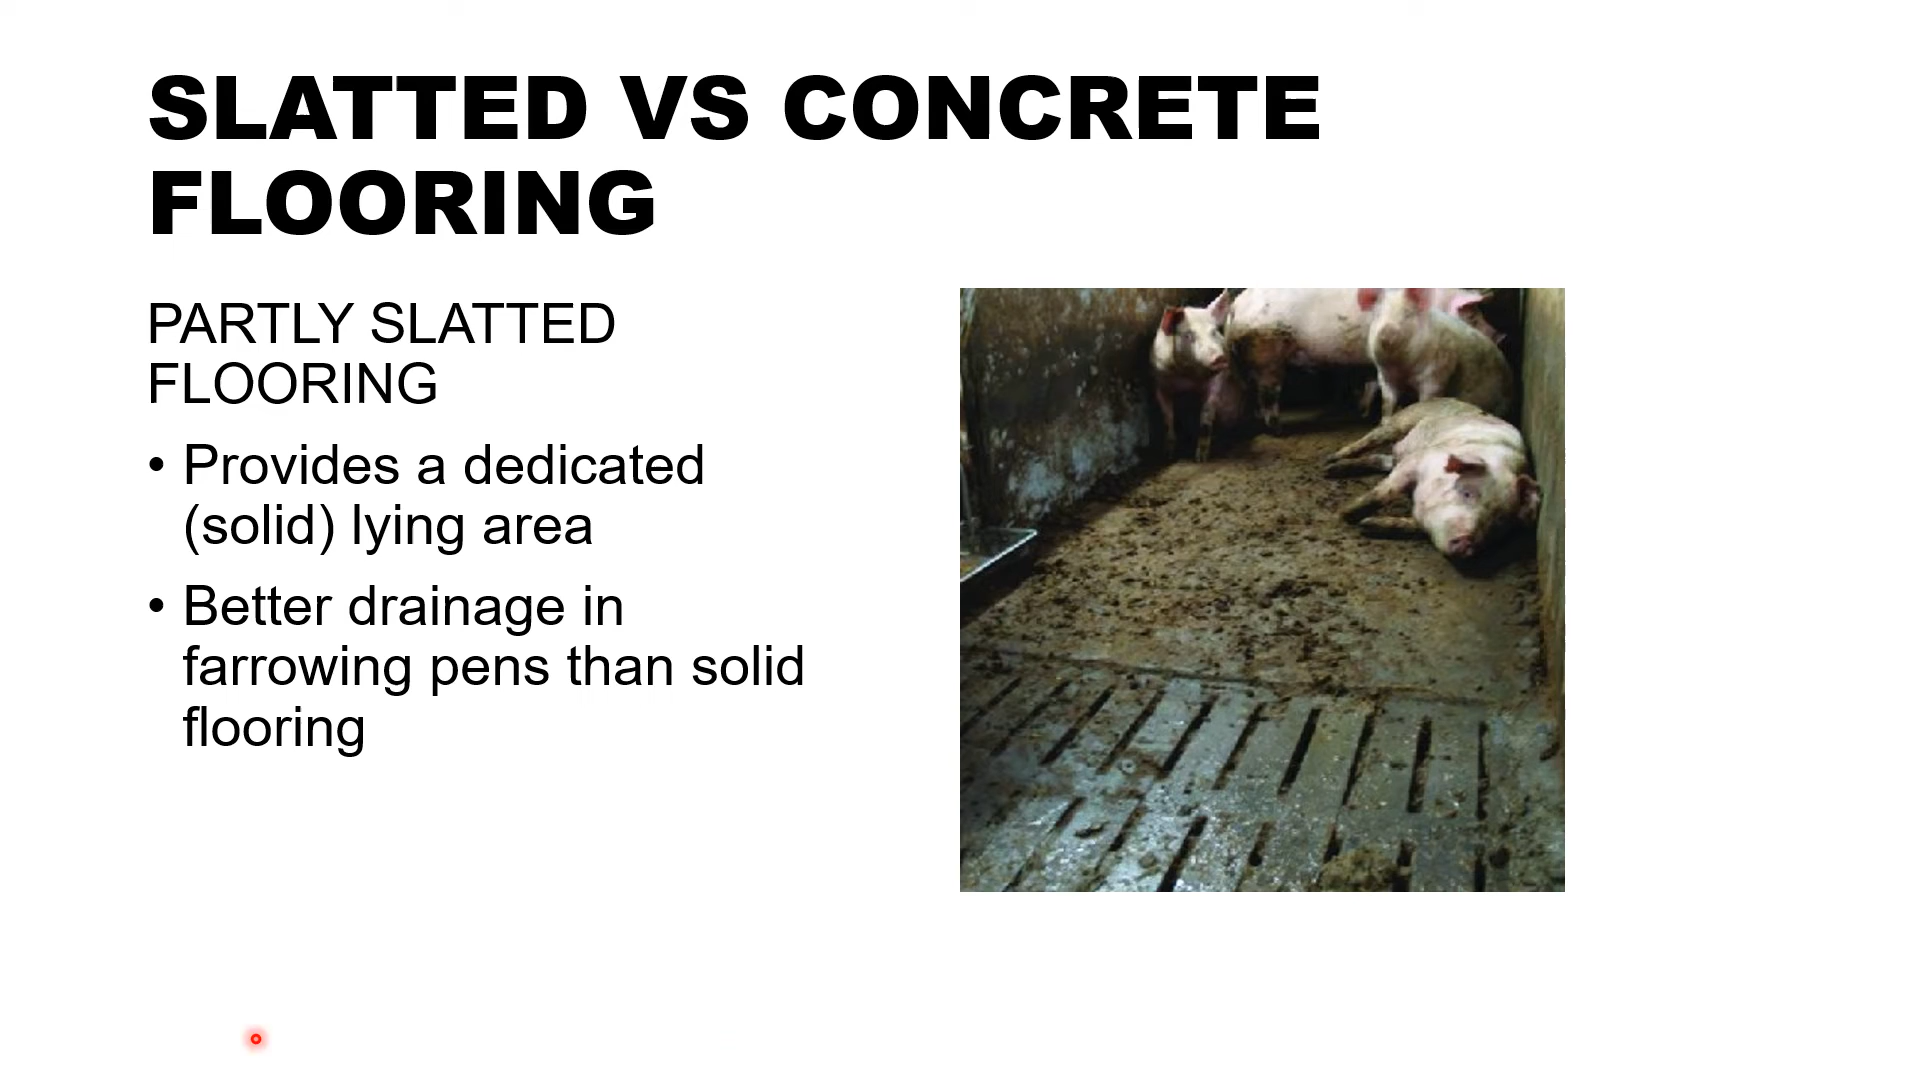 SLATTED VS CONCRETE
FLOORING
PARTLY SLATTED
FLOORING
• Provides a dedicated
(solid) lying area
• Better drainage in
farrowing pens than solid
flooring